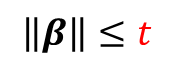 ‖𝜷‖ ≤ 𝑡